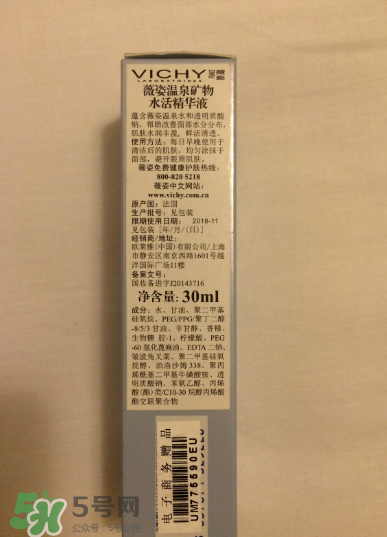 VICHY 薇姿
LABORATOIRES
薇姿温泉矿物
水活精华液
蕴含薇姿温泉水和透明质酸
钠，帮助改善面部水分分布，
肌肤水润丰盈，鲜活清透。
使用方法：每日早晚使用于
清洁后的肌肤，均匀涂抹于
面部，避开眼周肌肤。
薇姿免费健康护肤热线：
800-820 5218
薇姿中文网站：
www.vichy.com.cn
原产国：法国
生产批号：见包装
限期使用日期： 2018-11
见包装 [年/月/(日)]
经销商/地址：
欧莱雅(中国)有限公司/上海
市静安区南京西路1601号越
洋国际广场11楼
备案文号：
国妆备进字J20143716
净含量：30ml
成分：水、甘油、聚二甲基
硅氧烷、PEG/PPG/聚丁二醇
-8/5/3 甘油、辛甘醇、香精、
生物糖胶-1、柠檬酸、PEG
-60 氢化蓖麻油、EDTA 二钠、
皱波角叉菜、聚二甲基硅氧
烷醇、泊洛沙姆 338、聚丙
烯酰基二甲基牛磺酸铵、透
明质酸钠、苯氧乙醇、丙烯
酸(酯)类/C10-30 烷醇丙烯酸
酯交联聚合物
电子商务赠品
UM775590EU
5号网
公众号：5号女性